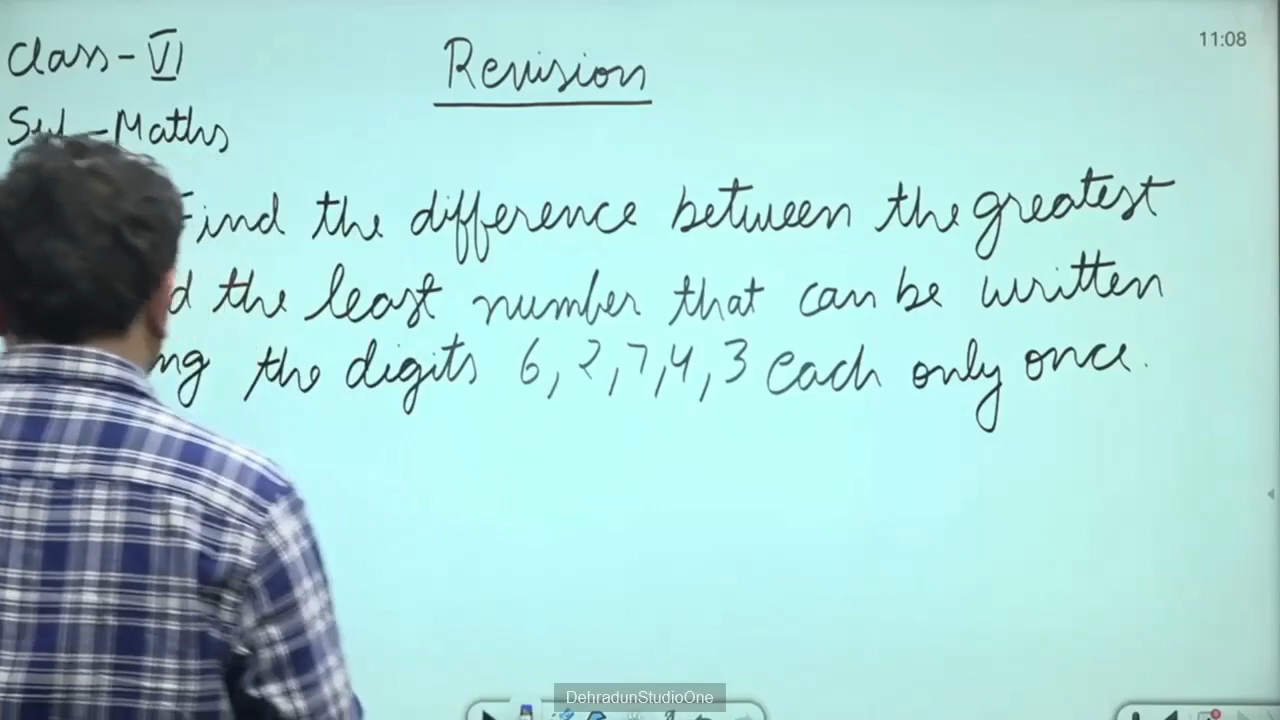 Class - VI
Revision
11:08
Maths
Find the difference between the greatest
the least number that can be written
the digits 6, 2, 7, 4, 3 each only once.
DehradunStudioOne